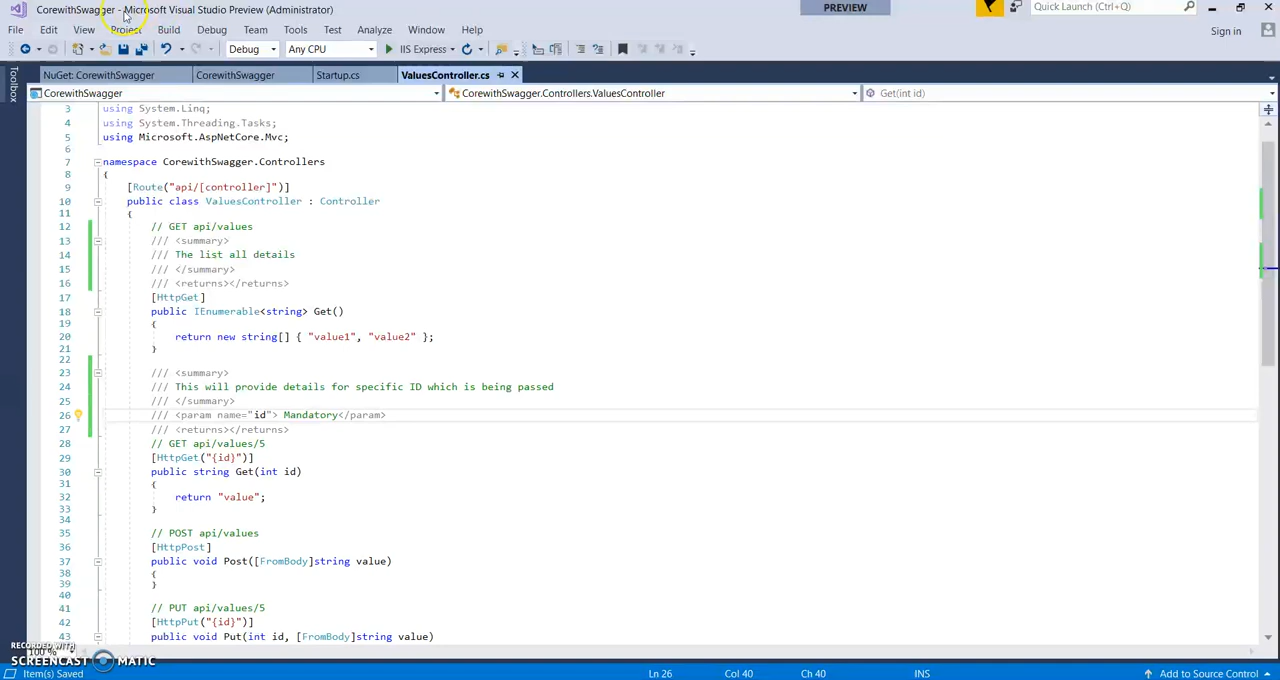 CorewithSwagger - Microsoft Visual Studio Preview (Administrator)
PREVIEW
Quick Launch (Ctrl+Q)
File Edit View Project Build Debug Team Tools Test Analyze Window Help
Sign in
Debug Any CPU IIS Express
Toolbox
NuGet: CorewithSwagger CorewithSwagger Startup.cs ValuesController.cs
CorewithSwagger CorewithSwagger.Controllers.ValuesController Get(int id)
3 using System.Linq;
4 using System.Threading.Tasks;
5 using Microsoft.AspNetCore.Mvc;
6
7 namespace CorewithSwagger.Controllers
8 {
9 [Route("api/[controller]")]
10 public class ValuesController : Controller
11 {
12 // GET api/values
13 /// <summary>
14 /// The list all details
15 /// </summary>
16 /// <returns></returns>
17 [HttpGet]
18 public IEnumerable<string> Get()
19 {
20 return new string[] { "value1", "value2" };
21 }
22
23 /// <summary>
24 /// This will provide details for specific ID which is being passed
25 /// </summary>
26 /// <param name="id"> Mandatory</param>
27 /// <returns></returns>
28 // GET api/values/5
29 [HttpGet("{id}")]
30 public string Get(int id)
31 {
32 return "value";
33 }
34
35 // POST api/values
36 [HttpPost]
37 public void Post([FromBody]string value)
38 {
39 }
40
41 // PUT api/values/5
42 [HttpPut("{id}")]
43 public void Put(int id, [FromBody]string value)
RECORDED WITH
100 %
SCREENCAST MATIC
Item(s) Saved Ln 26 Col 40 Ch 40 INS Add to Source Control